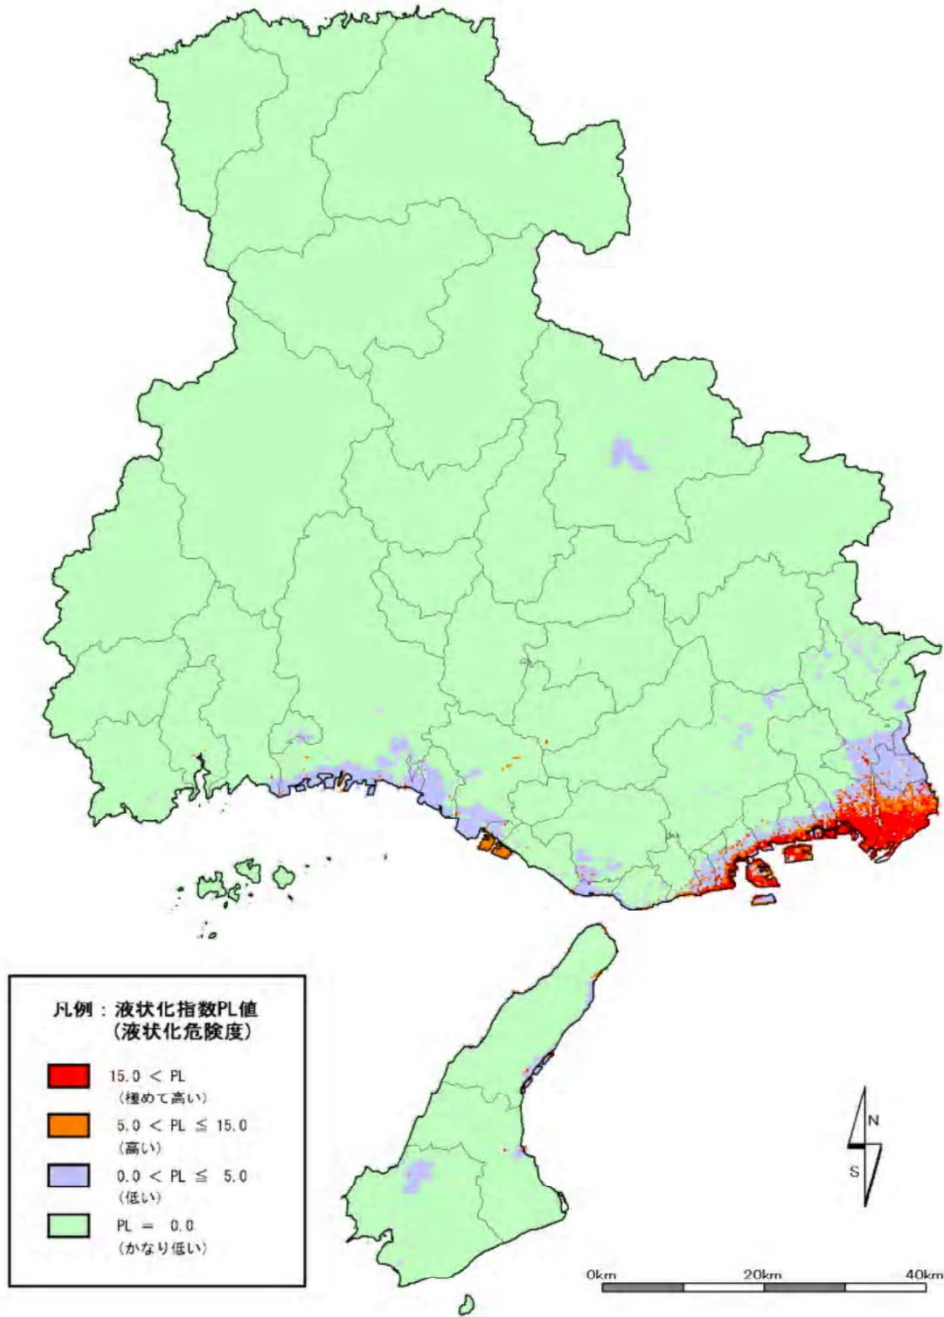 凡例：液状化指数PL値
（液状化危険度）
15.0 < PL
（極めて高い）
5.0 < PL ≦ 15.0
（高い）
0.0 < PL ≦ 5.0
（低い）
PL = 0.0
（かなり低い）
N
S
0km 20km 40km